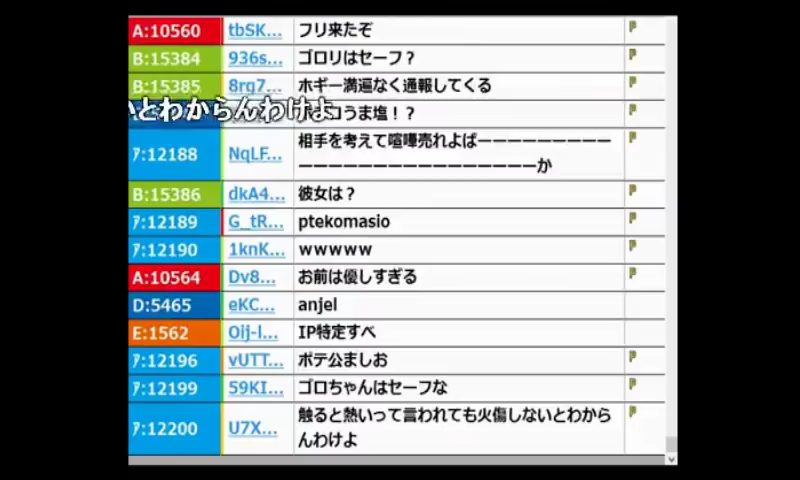 A:10560 tbSK... フリ来たぞ P
B:15384 936s... ゴロリはセーフ？ P
B:15385 8rg7... ホギー満遍なく通報してくる P
いとわからんわけよ
ロうま塩！？ P
ｱ:12188 NqLF... 相手を考えて喧嘩売れよばーーーーーーーーー P
ーーーーーーーーーーーーーーーーか
B:15386 dkA4... 彼女は？ P
ｱ:12189 G_tR... ptekomasio P
ｱ:12190 1knK... wwwww P
A:10564 Dv8... お前は優しすぎる P
D:5465 eKC... anjel
E:1562 Oij-I... IP特定すべ
ｱ:12196 vUTT... ポテ公ましお P
ｱ:12199 59KI... ゴロちゃんはセーフな P
ｱ:12200 U7X... 触ると熱いって言われても火傷しないとわから P
んわけよ